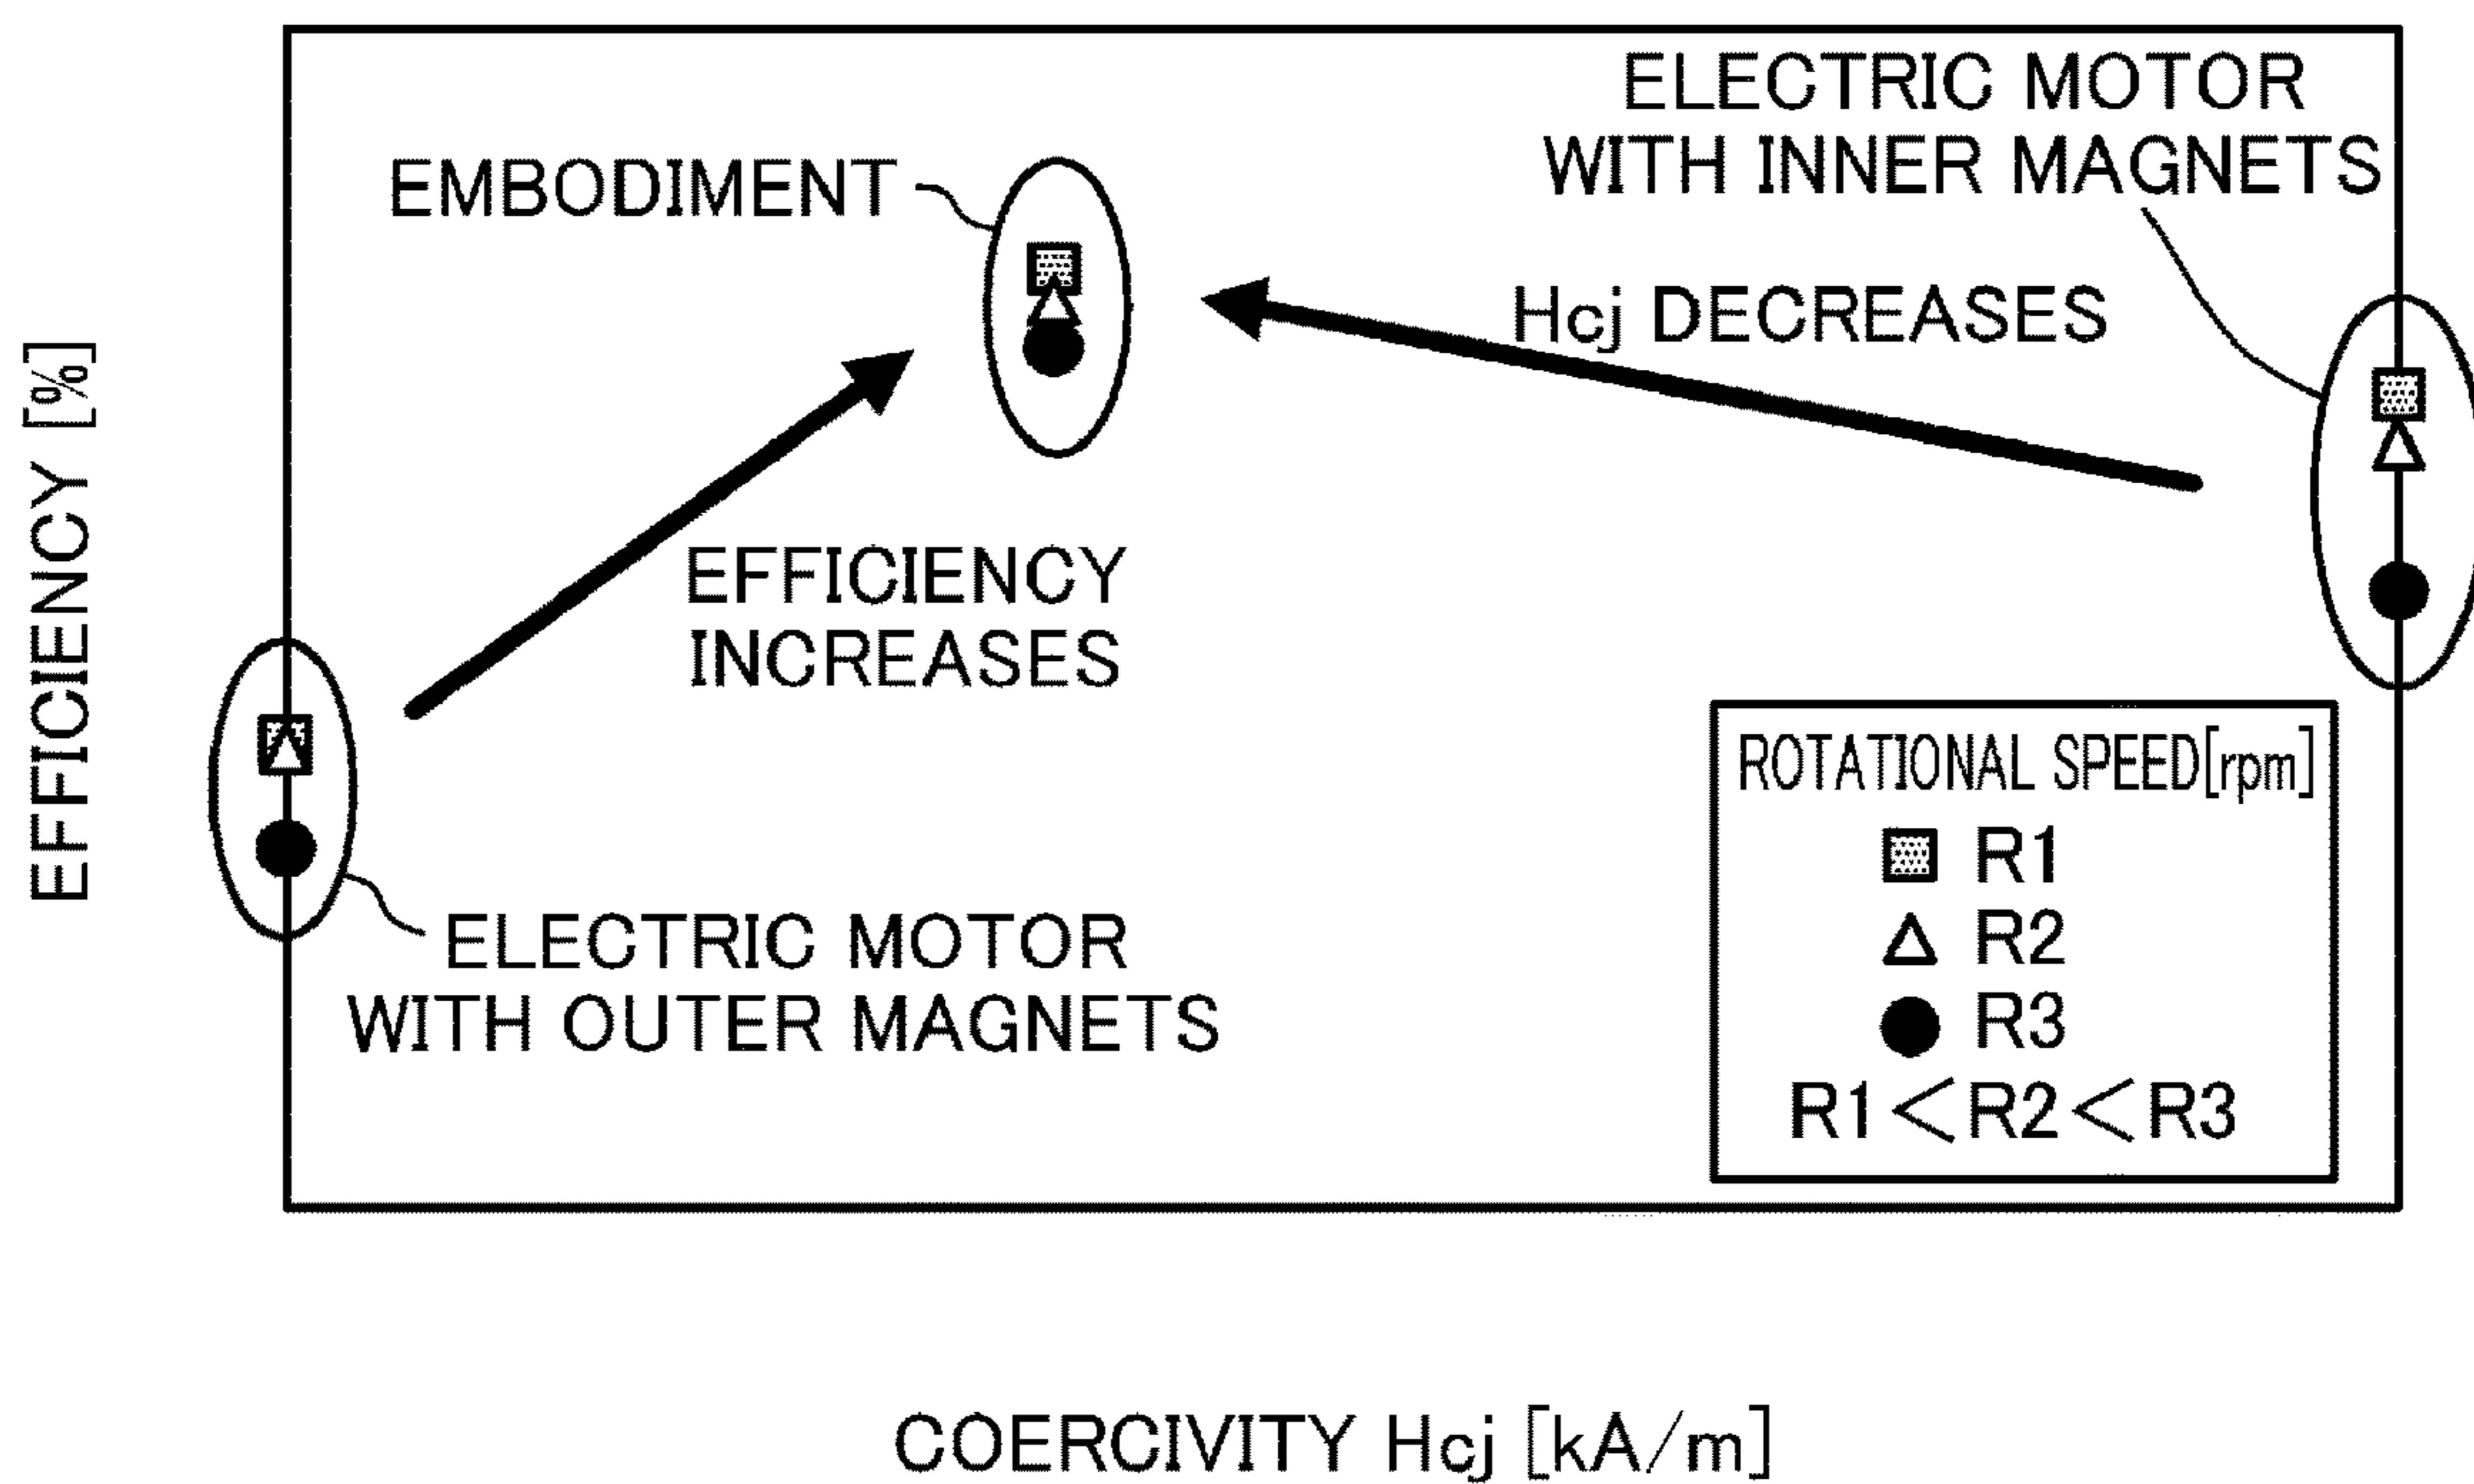 EFFICIENCY [%]
EMBODIMENT
ELECTRIC MOTOR
WITH INNER MAGNETS
Hcj DECREASES
EFFICIENCY
INCREASES
ELECTRIC MOTOR
WITH OUTER MAGNETS
ROTATIONAL SPEED[rpm]
R1
R2
R3
R1<R2<R3
COERCIVITY Hcj [kA/m]